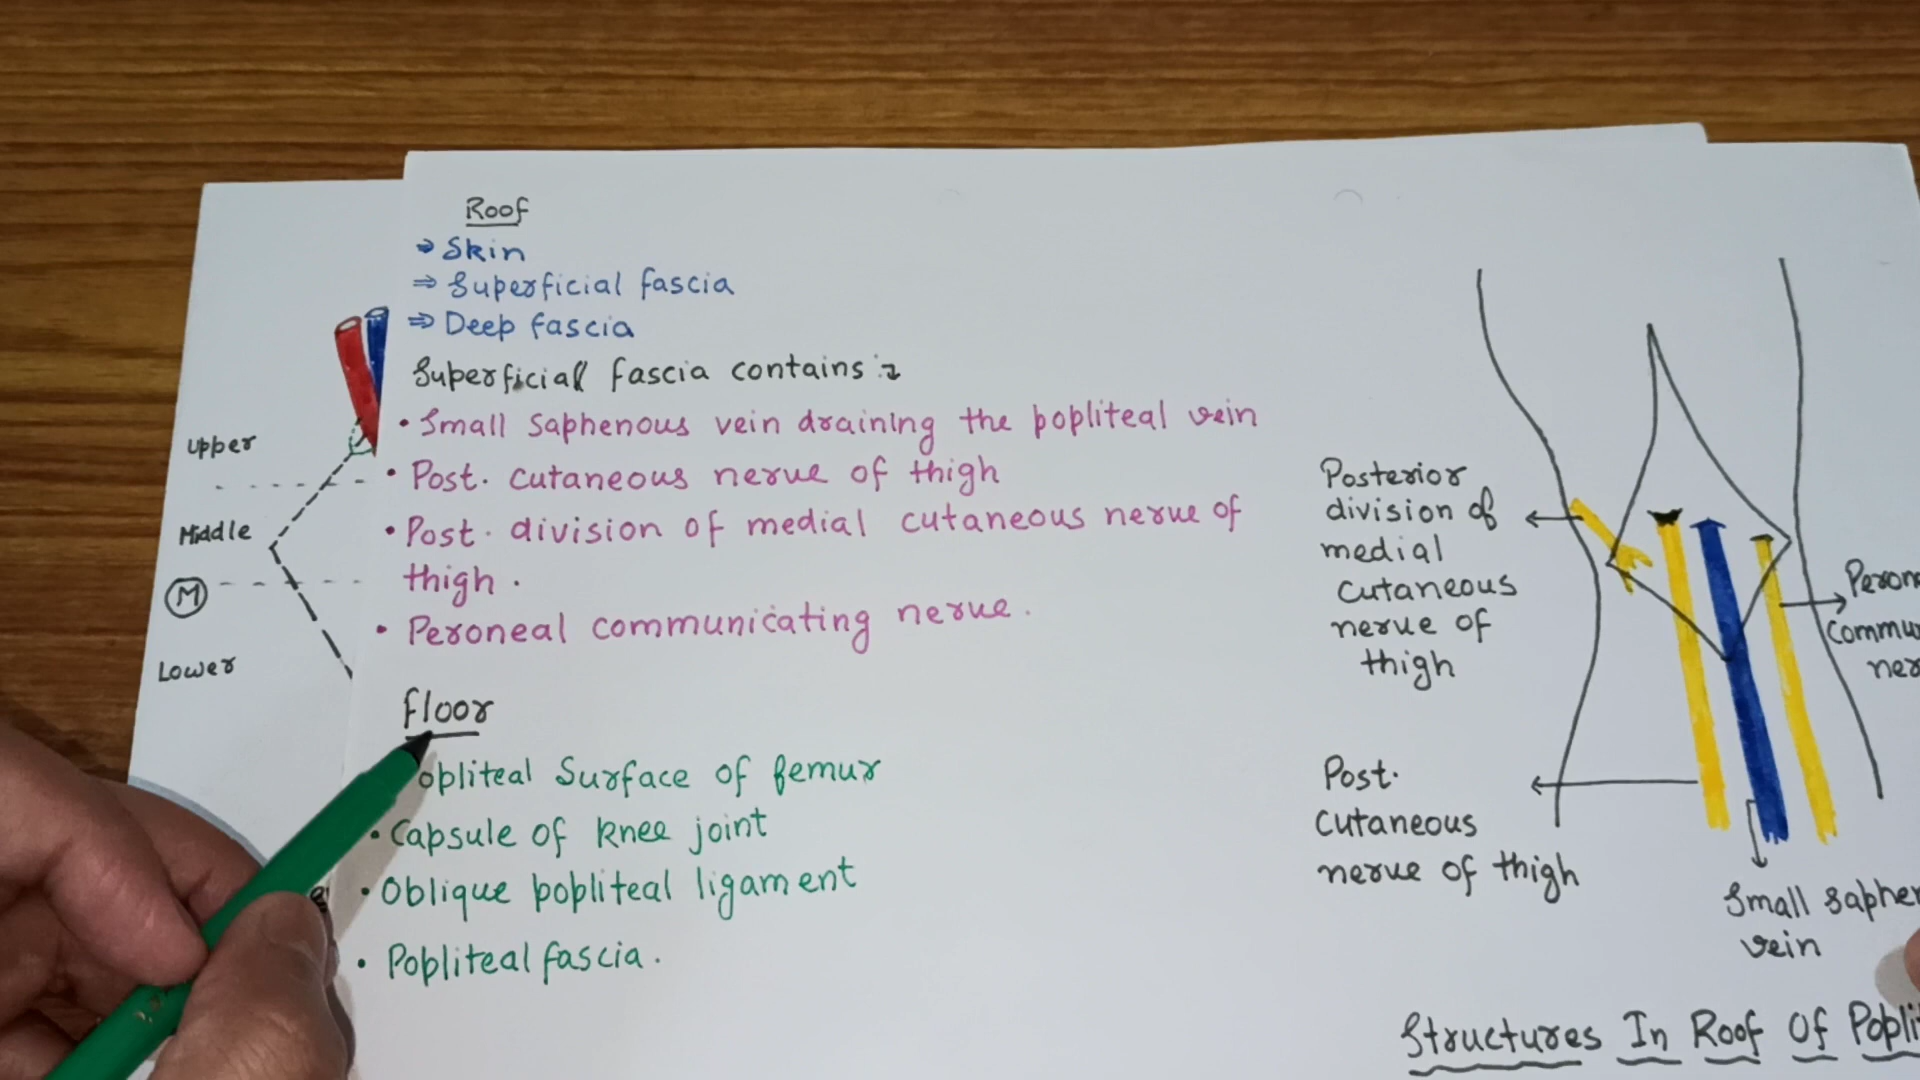 Roof
⇒ Skin
⇒ Superficial fascia
⇒ Deep fascia
Superficial fascia contains :-
• Small Saphenous vein draining the popliteal vein
• Post. cutaneous nerve of thigh
• Post. division of medial cutaneous nerve of
thigh.
• Peroneal communicating nerve.
floor
opliteal Surface of femur
• Capsule of knee joint
• Oblique popliteal ligament
• Popliteal fascia.
Upper
Middle
M
Lower
Posterior
division of
medial
cutaneous
nerve of
thigh
Post.
cutaneous
nerve of thigh
Small
vein
Structures In Roof Of